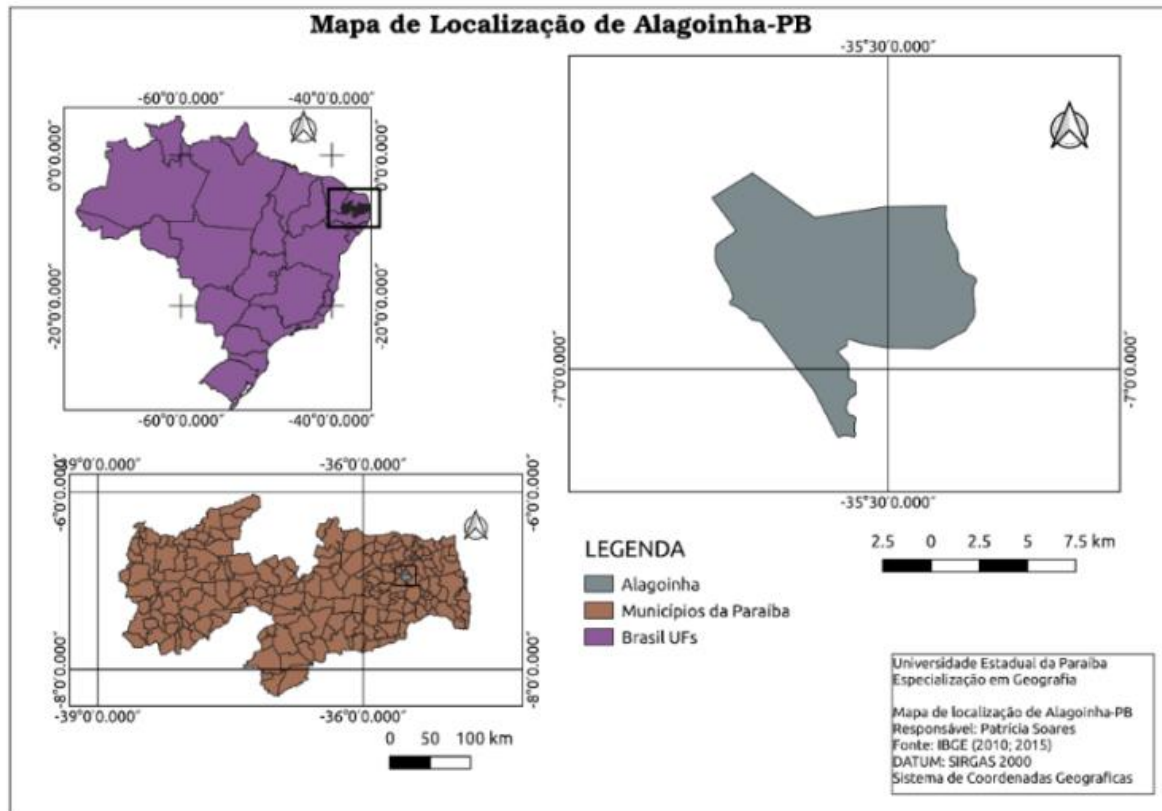 Mapa de Localização de Alagoinha-PB
-60°0′0.000″ -40°0′0.000″
0°0′0.000″ 0°0′0.000″
-20°0′0.000″ -20°0′0.000″
-60°0′0.000″ -40°0′0.000″
-35°30′0.000″
-7°0′0.000″ -7°0′0.000″
-35°30′0.000″
-39°0′0.000″ -36°0′0.000″
-6°0′0.000″ -6°0′0.000″
-8°0′0.000″ -8°0′0.000″
-39°0′0.000″ -36°0′0.000″
0 50 100 km
LEGENDA
Alagoinha
Municípios da Paraíba
Brasil UFs
2.5 0 2.5 5 7.5 km
Universidade Estadual da Paraíba
Especialização em Geografia
Mapa de localização de Alagoinha-PB
Responsável: Patrícia Soares
Fonte: IBGE (2010; 2015)
DATUM: SIRGAS 2000
Sistema de Coordenadas Geograficas